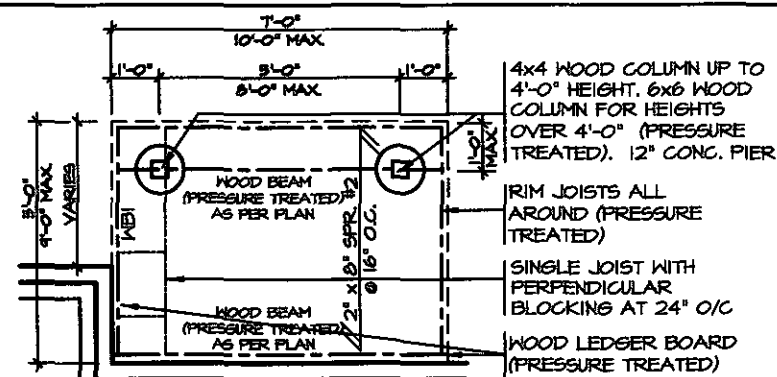 7'-0"
10'-0" MAX.
1'-0"
5'-0"
1'-0"
8'-0" MAX.
4x4 WOOD COLUMN UP TO
4'-0" HEIGHT. 6x6 WOOD
COLUMN FOR HEIGHTS
OVER 4'-0" (PRESSURE
TREATED). 12" CONC. PIER
1'-0"
MAX.
5'-0"
9'-0" MAX.
VARIES
WB1
WOOD BEAM
(PRESSURE TREATED)
AS PER PLAN
2" x 8" SPR. #2
@ 16" O.C.
RIM JOISTS ALL
AROUND (PRESSURE
TREATED)
SINGLE JOIST WITH
PERPENDICULAR
BLOCKING AT 24" O/C
WOOD BEAM
(PRESSURE TREATED)
AS PER PLAN
WOOD LEDGER BOARD
(PRESSURE TREATED)